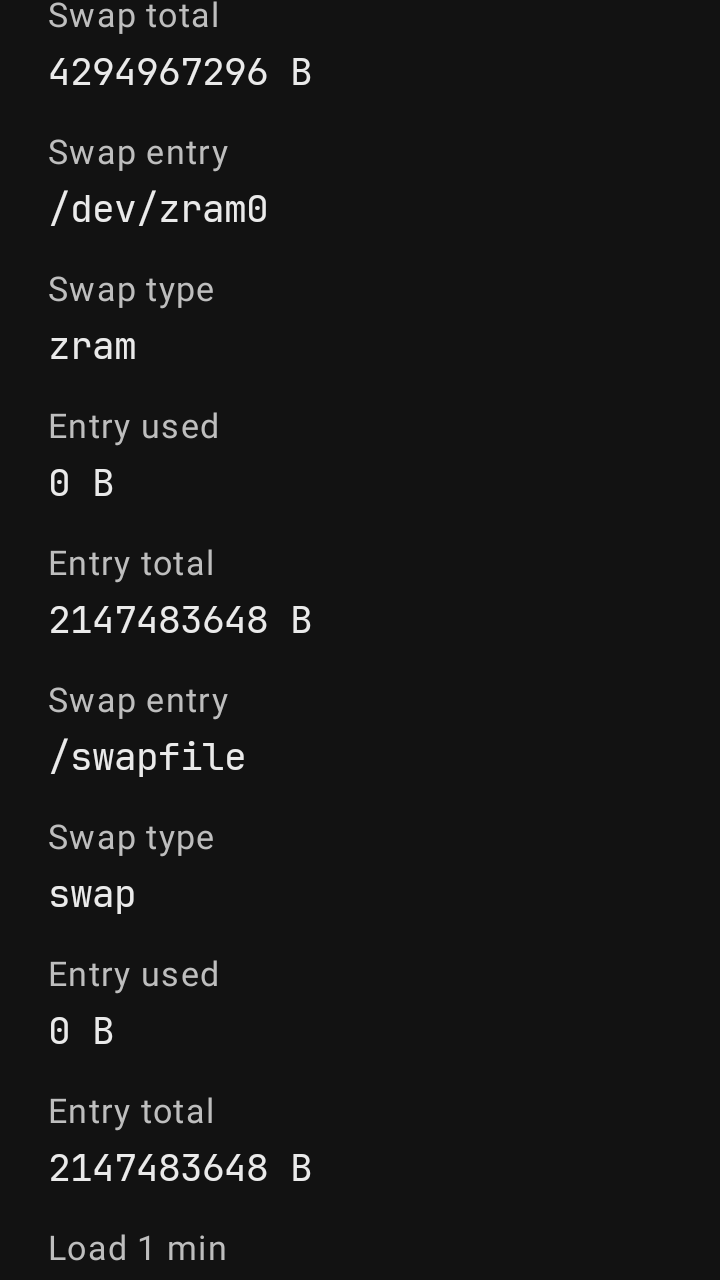 Swap total
4294967296 B
Swap entry
/dev/zram0
Swap type
zram
Entry used
0 B
Entry total
2147483648 B
Swap entry
/swapfile
Swap type
swap
Entry used
0 B
Entry total
2147483648 B
Load 1 min